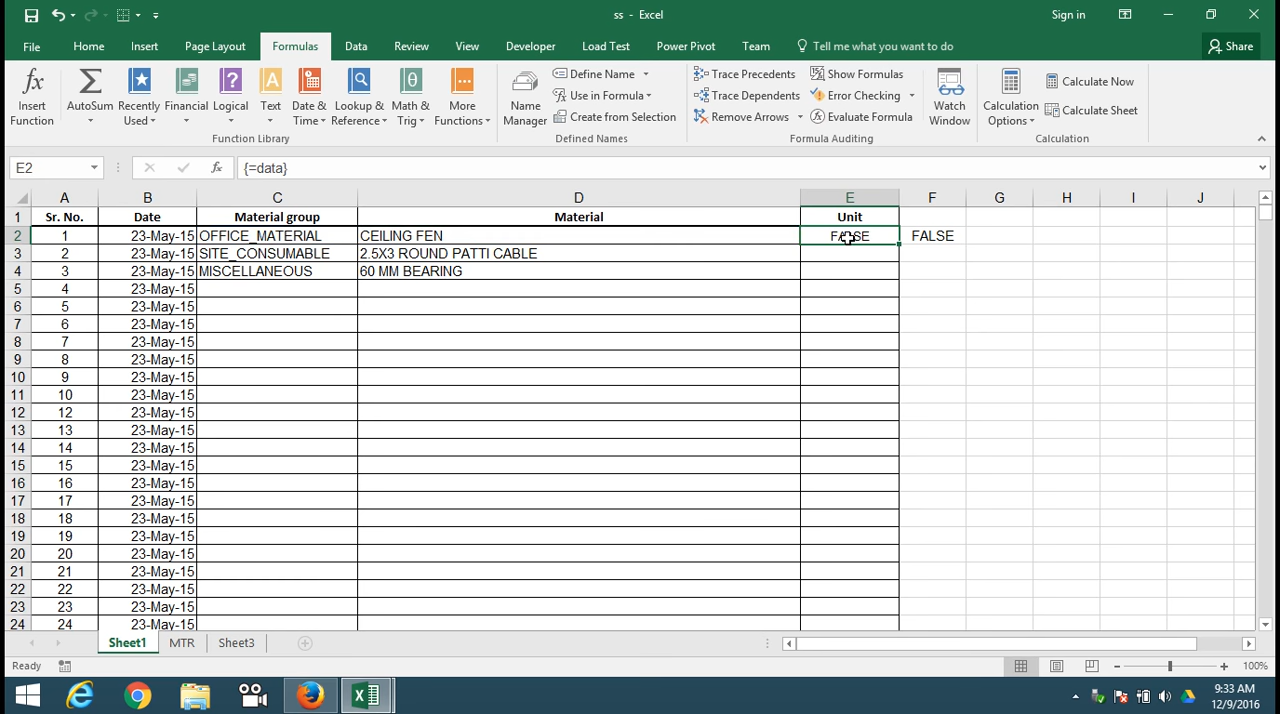 ss - Excel
Sign in
File
Home
Insert
Page Layout
Formulas
Data
Review
View
Developer
Load Test
Power Pivot
Team
Tell me what you want to do
Share
fx
Insert
Function
Σ
AutoSum
Recently
Used
Financial
?
Logical
A
Text
Date &
Time
Lookup &
Reference
θ
Math &
Trig
More
Functions
Function Library
Name
Manager
Define Name
Use in Formula
Create from Selection
Defined Names
Trace Precedents
Trace Dependents
Remove Arrows
Show Formulas
Error Checking
Evaluate Formula
Formula Auditing
Watch
Window
Calculation
Options
Calculate Now
Calculate Sheet
Calculation
E2 fx {=data}
A B C D E F G H I J
1 Sr. No. Date Material group Material Unit
2 1 23-May-15 OFFICE_MATERIAL CEILING FEN FALSE FALSE
3 2 23-May-15 SITE_CONSUMABLE 2.5X3 ROUND PATTI CABLE
4 3 23-May-15 MISCELLANEOUS 60 MM BEARING
5 4 23-May-15
6 5 23-May-15
7 6 23-May-15
8 7 23-May-15
9 8 23-May-15
10 9 23-May-15
11 10 23-May-15
12 12 23-May-15
13 13 23-May-15
14 14 23-May-15
15 15 23-May-15
16 16 23-May-15
17 17 23-May-15
18 18 23-May-15
19 19 23-May-15
20 20 23-May-15
21 21 23-May-15
22 22 23-May-15
23 23 23-May-15
24 24 23-May-15
Sheet1 MTR Sheet3
Ready
100%
9:33 AM
12/9/2016